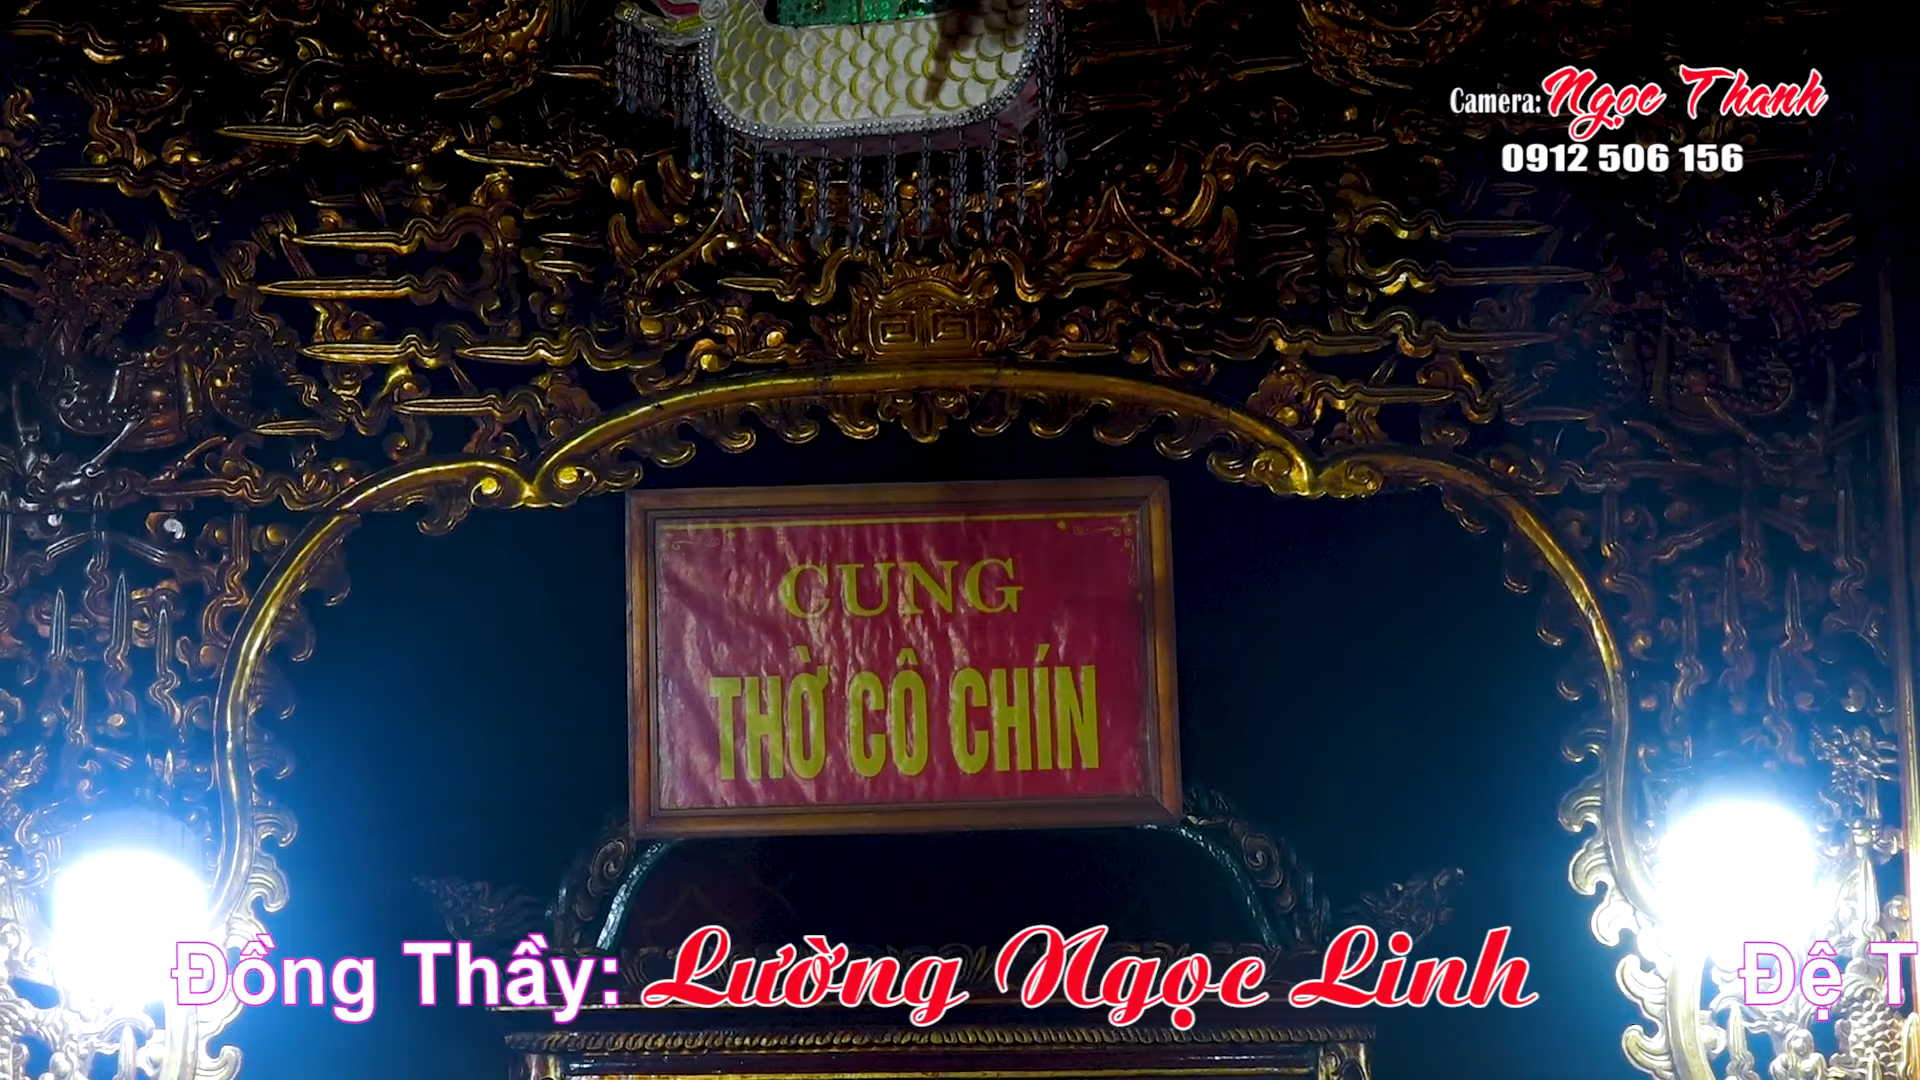 Camera: Ngọc Thanh
0912 506 156
CUNG
THỜ CÔ CHÍN
Đồng Thầy: Lường Ngọc Linh
Đệ T